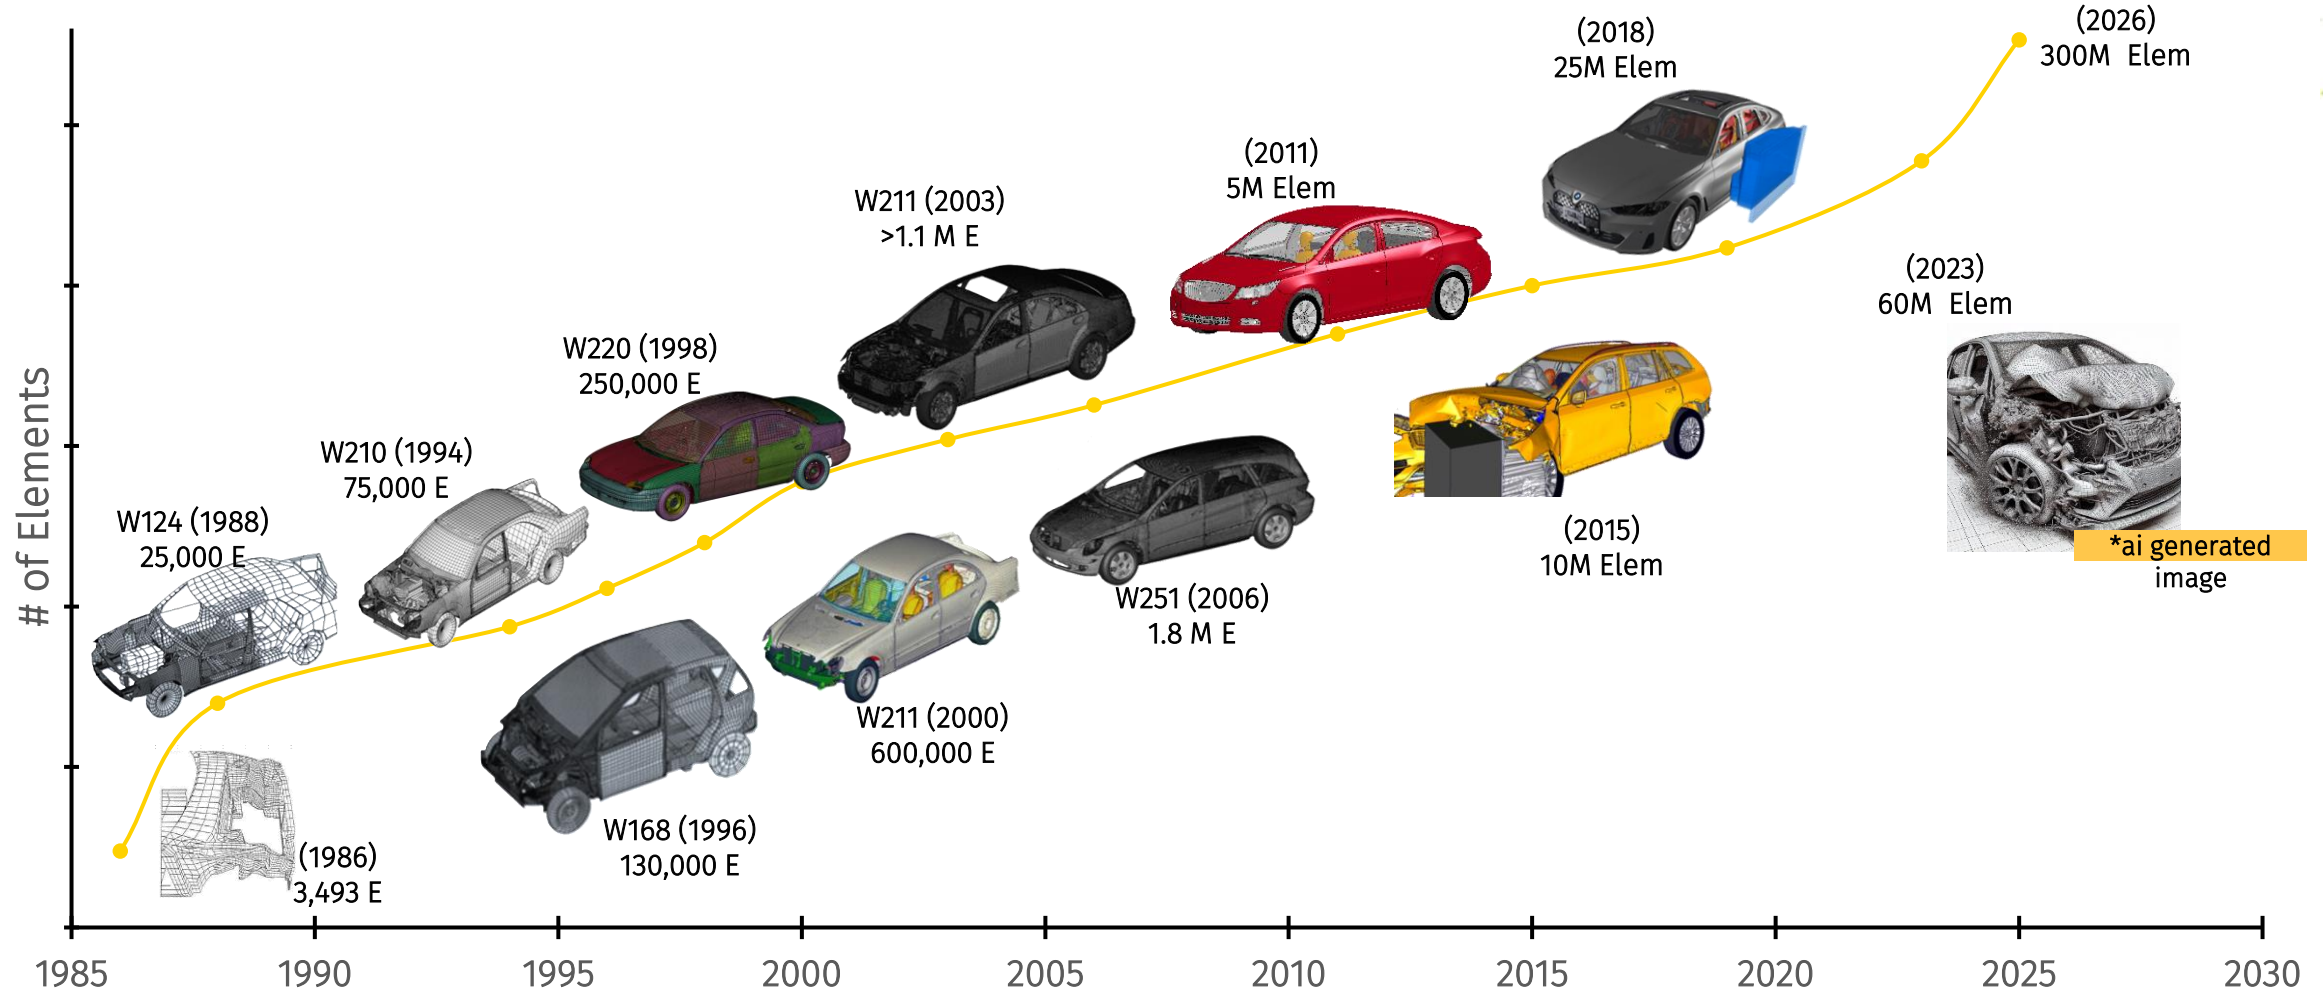 (2026)
300M  Elem
(2018)
25M Elem
(2011)
5M Elem
W211 (2003)
>1.1 M E
(2023)
60M  Elem
W220 (1998)
250,000 E
W210 (1994)
75,000 E
W124 (1988)
25,000 E
(2015)
10M Elem
*ai generated
image
W251 (2006)
1.8 M E
W211 (2000)
600,000 E
W168 (1996)
130,000 E
(1986)
3,493 E
# of Elements
1985
1990
1995
2000
2005
2010
2015
2020
2025
2030